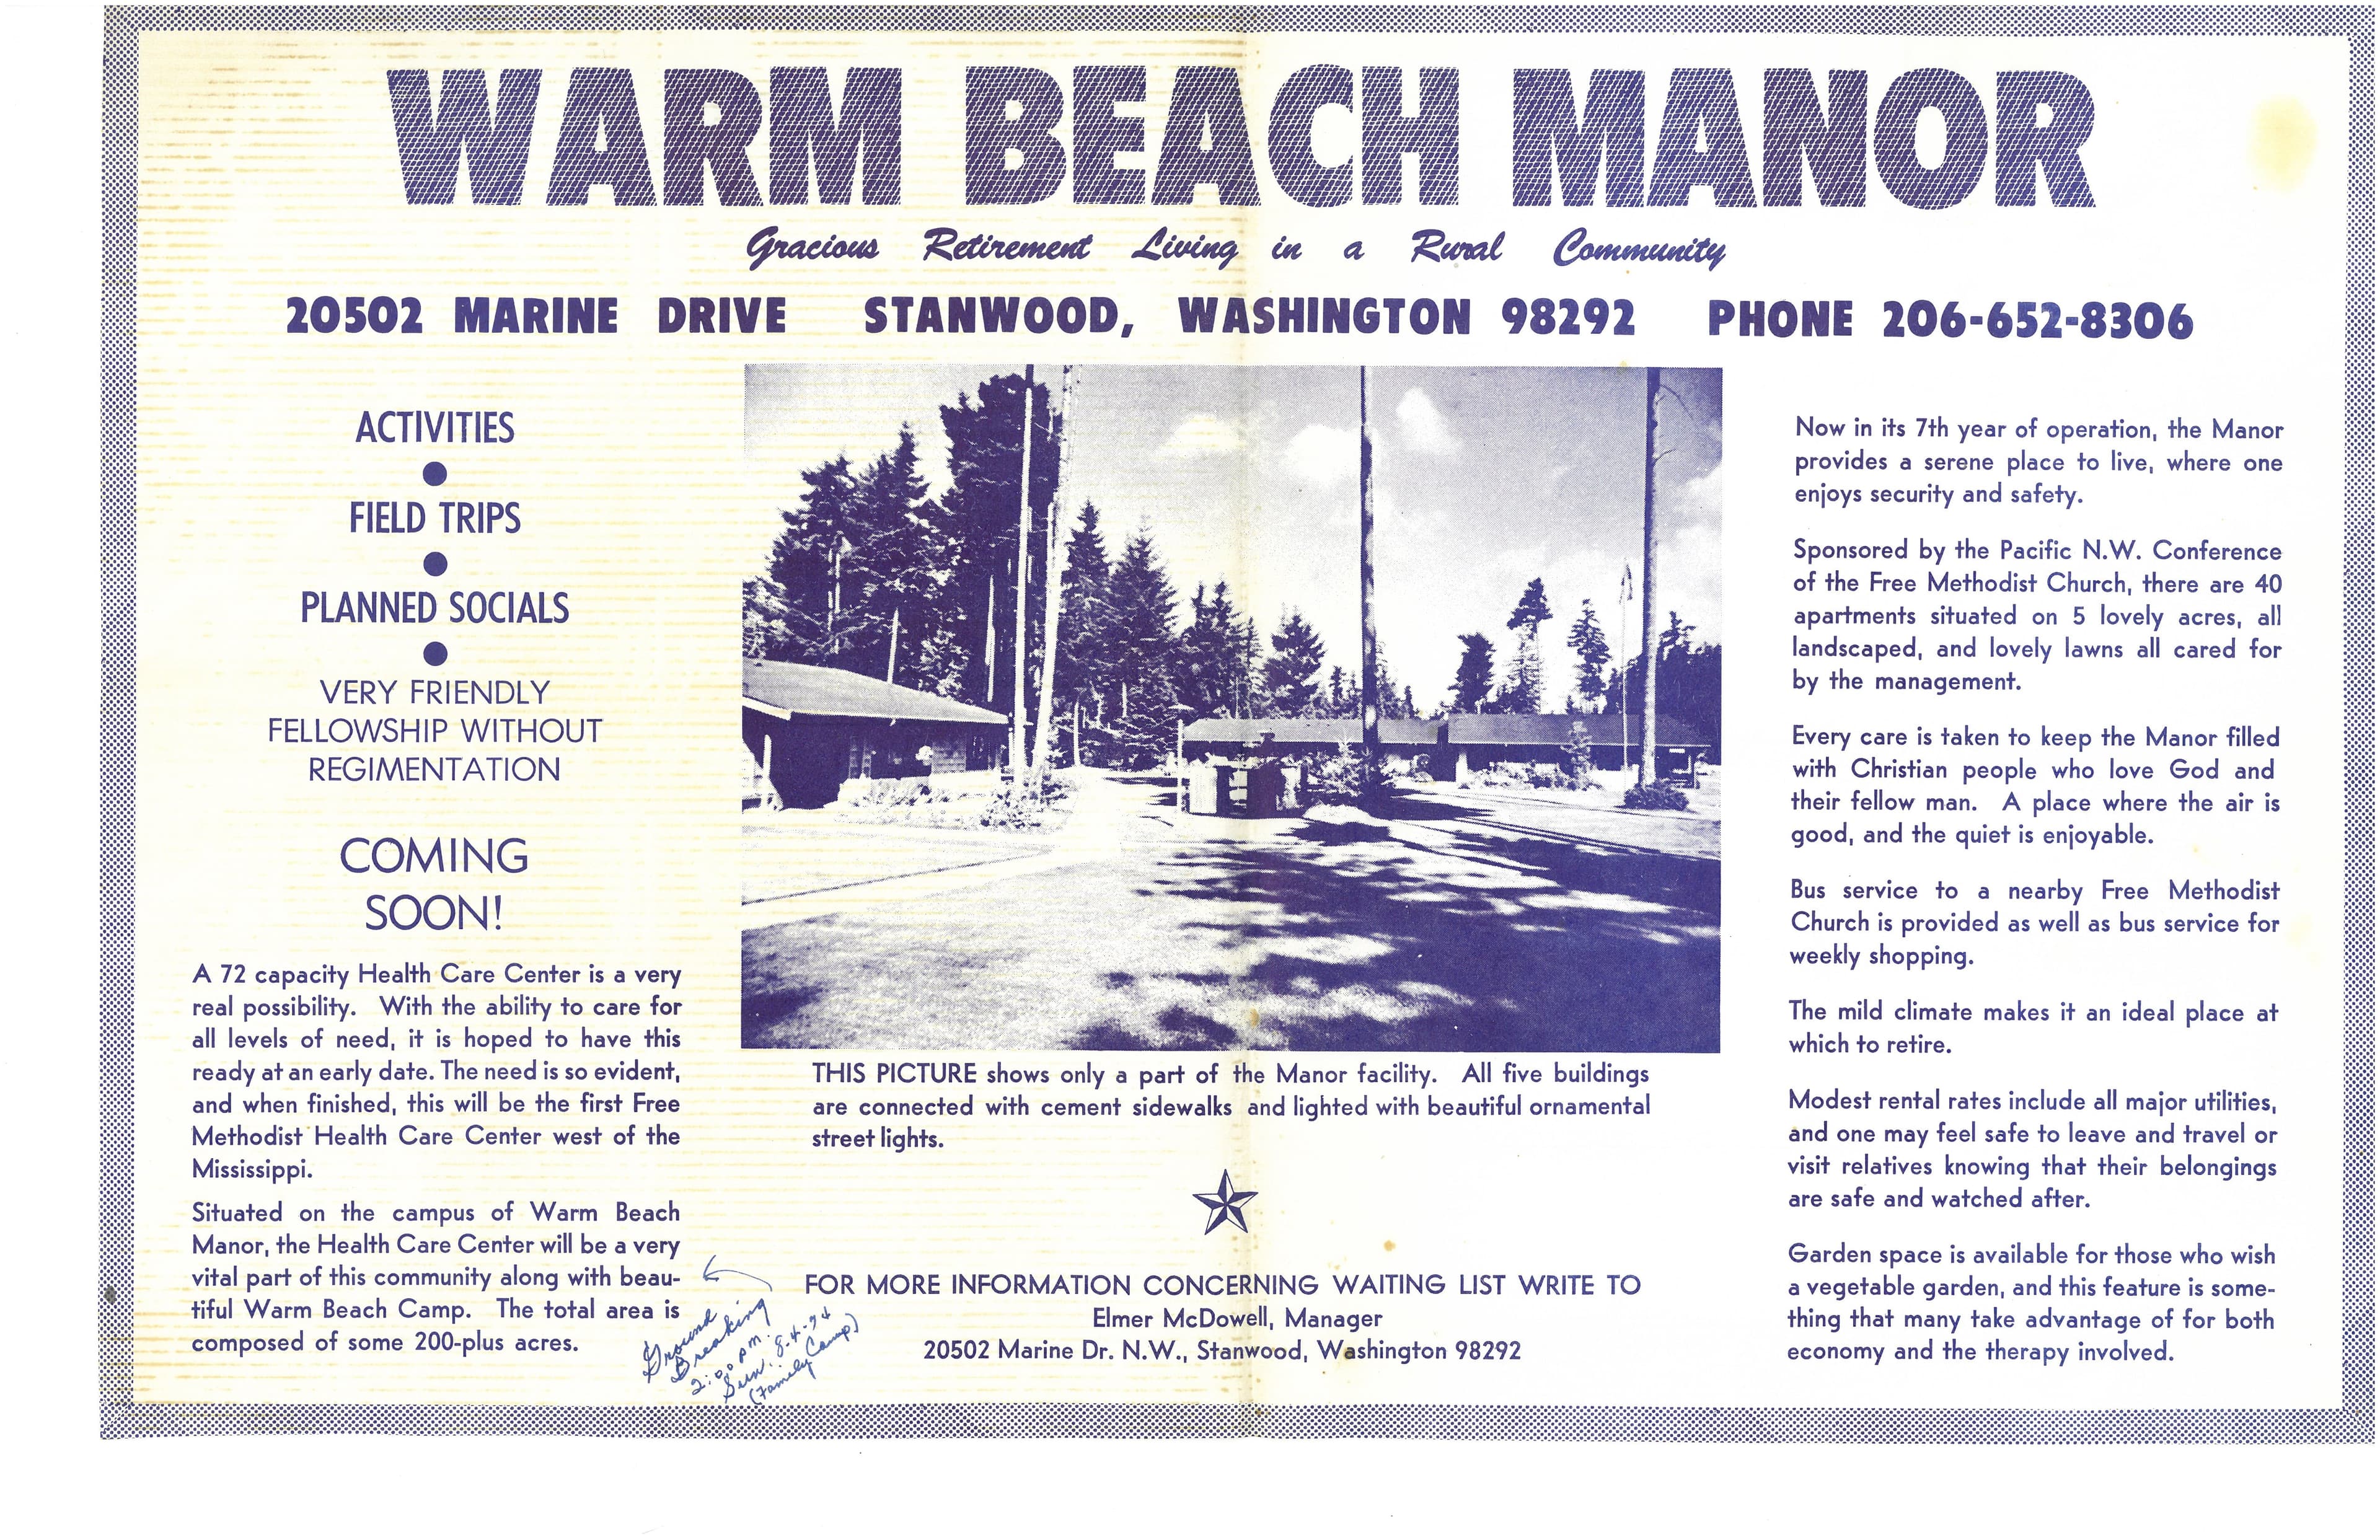 WARM BEACH MANOR
Gracious Retirement Living in a Rural Community
20502 MARINE DRIVE STANWOOD, WASHINGTON 98292 PHONE 206-652-8306
ACTIVITIES
●
FIELD TRIPS
●
PLANNED SOCIALS
●
VERY FRIENDLY
FELLOWSHIP WITHOUT
REGIMENTATION
COMING
SOON!
A 72 capacity Health Care Center is a very
real possibility. With the ability to care for
all levels of need, it is hoped to have this
ready at an early date. The need is so evident,
and when finished, this will be the first Free
Methodist Health Care Center west of the
Mississippi.
Situated on the campus of Warm Beach
Manor, the Health Care Center will be a very
vital part of this community along with beau-
tiful Warm Beach Camp. The total area is
composed of some 200-plus acres.
Ground
Breaking
2:00 p.m.
Sun. 8-4-74
(Family Camp)
THIS PICTURE shows only a part of the Manor facility. All five buildings
are connected with cement sidewalks and lighted with beautiful ornamental
street lights.
FOR MORE INFORMATION CONCERNING WAITING LIST WRITE TO
Elmer McDowell, Manager
20502 Marine Dr. N.W., Stanwood, Washington 98292
Now in its 7th year of operation, the Manor
provides a serene place to live, where one
enjoys security and safety.
Sponsored by the Pacific N.W. Conference
of the Free Methodist Church, there are 40
apartments situated on 5 lovely acres, all
landscaped, and lovely lawns all cared for
by the management.
Every care is taken to keep the Manor filled
with Christian people who love God and
their fellow man. A place where the air is
good, and the quiet is enjoyable.
Bus service to a nearby Free Methodist
Church is provided as well as bus service for
weekly shopping.
The mild climate makes it an ideal place at
which to retire.
Modest rental rates include all major utilities,
and one may feel safe to leave and travel or
visit relatives knowing that their belongings
are safe and watched after.
Garden space is available for those who wish
a vegetable garden, and this feature is some-
thing that many take advantage of for both
economy and the therapy involved.